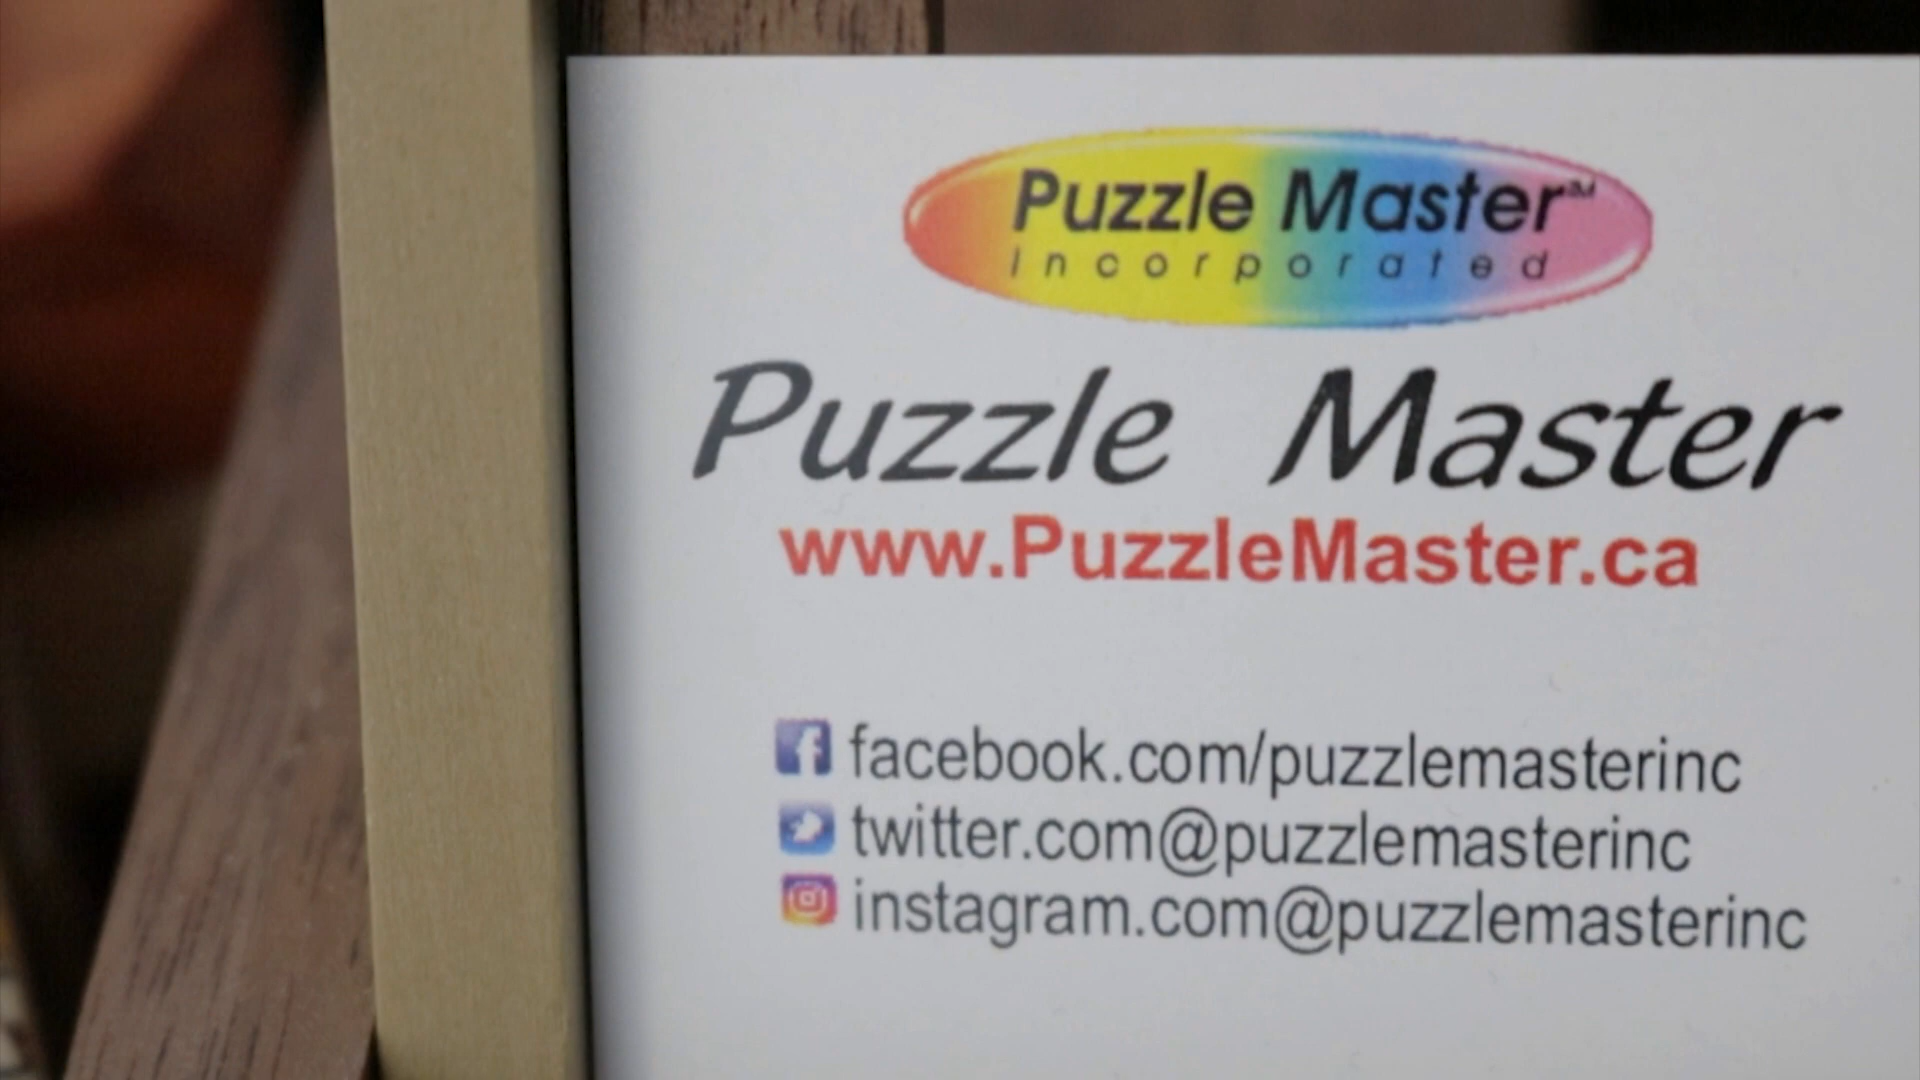 Puzzle Master™
Incorporated
Puzzle Master
www.PuzzleMaster.ca
facebook.com/puzzlemasterinc
twitter.com@puzzlemasterinc
instagram.com@puzzlemasterinc